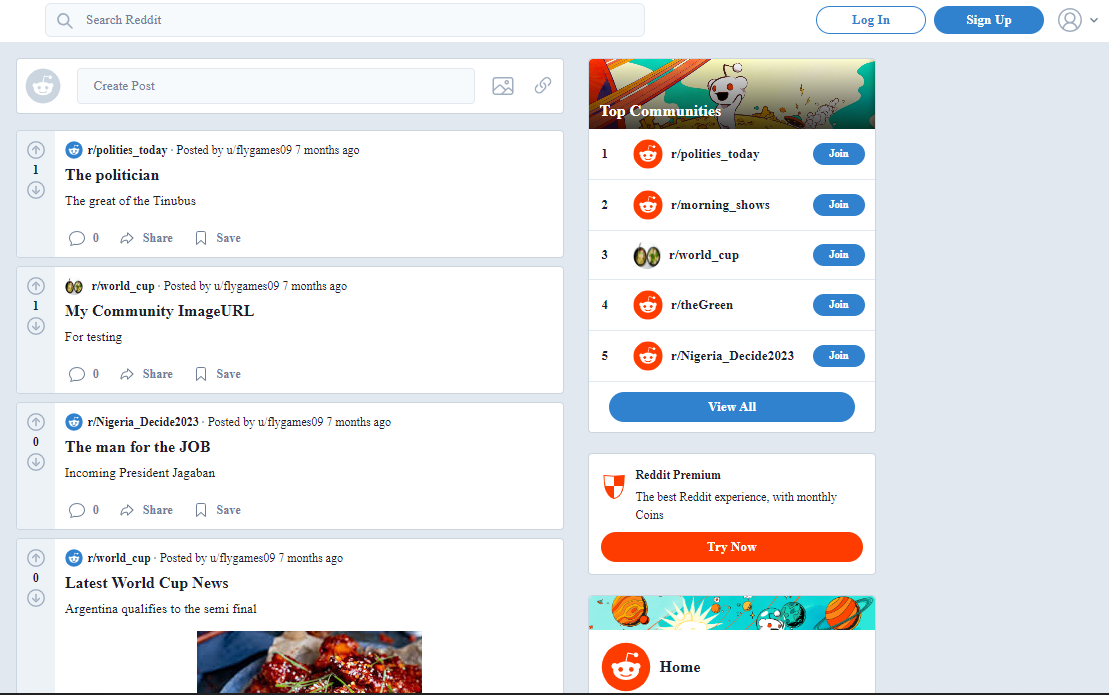 Search Reddit
Log In
Sign Up
Create Post
r/polities_today · Posted by u/flygames09 7 months ago
1
The politician
The great of the Tinubus
0 Share Save
r/world_cup · Posted by u/flygames09 7 months ago
1
My Community ImageURL
For testing
0 Share Save
r/Nigeria_Decide2023 · Posted by u/flygames09 7 months ago
0
The man for the JOB
Incoming President Jagaban
0 Share Save
r/world_cup · Posted by u/flygames09 7 months ago
0
Latest World Cup News
Argentina qualifies to the semi final
Top Communities
1 r/polities_today Join
2 r/morning_shows Join
3 r/world_cup Join
4 r/theGreen Join
5 r/Nigeria_Decide2023 Join
View All
Reddit Premium
The best Reddit experience, with monthly
Coins
Try Now
Home